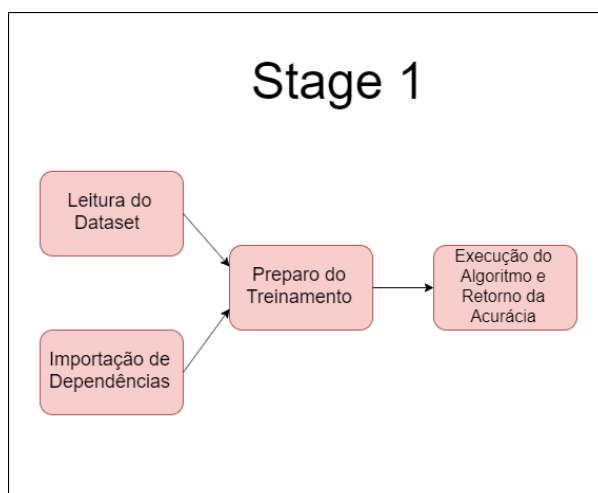 Stage 1
Leitura do
Dataset
Importação de
Dependências
Preparo do
Treinamento
Execução do
Algoritmo e
Retorno da
Acurácia